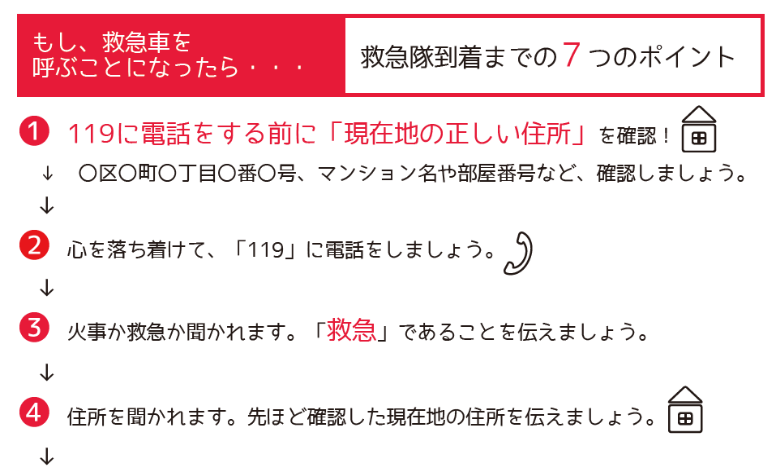 もし、救急車を
呼ぶことになったら・・・
救急隊到着までの7つのポイント
1 119に電話をする前に「現在地の正しい住所」を確認！
↓ 〇区〇町〇丁目〇番〇号、マンション名や部屋番号など、確認しましょう。
↓
2 心を落ち着けて、「119」に電話をしましょう。
↓
3 火事か救急か聞かれます。「救急」であることを伝えましょう。
↓
4 住所を聞かれます。先ほど確認した現在地の住所を伝えましょう。
↓